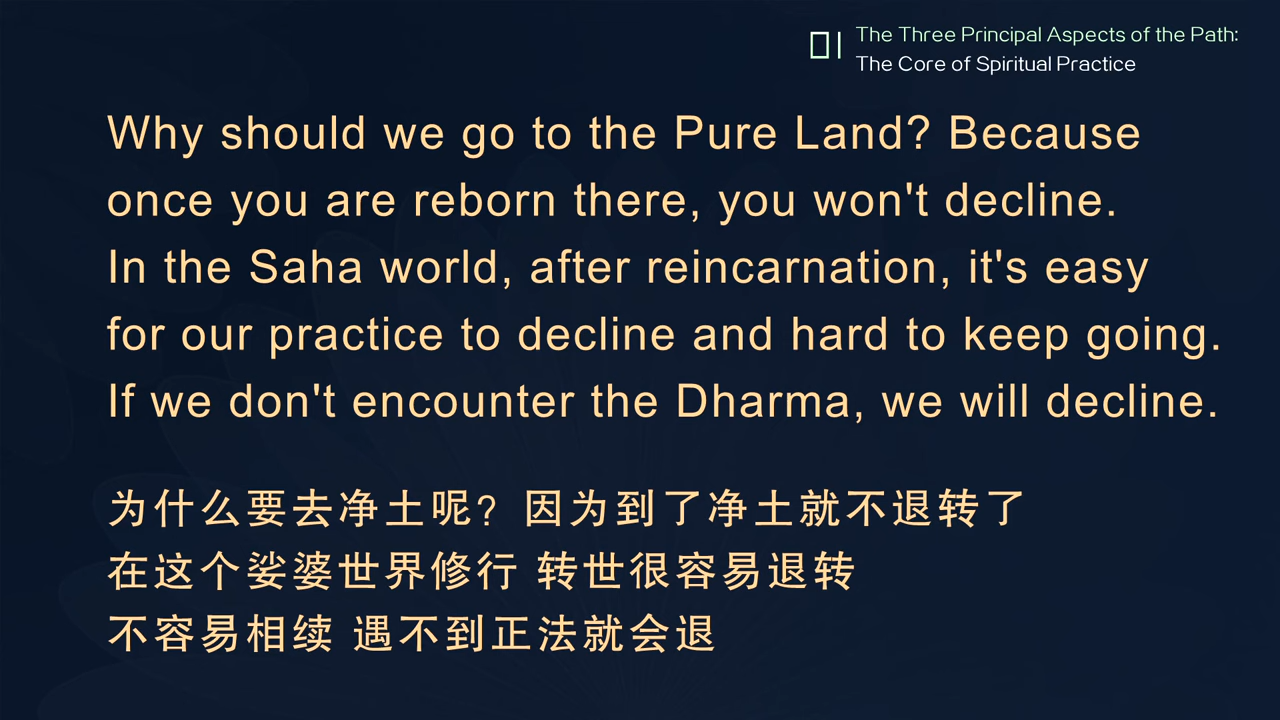 The Three Principal Aspects of the Path:
The Core of Spiritual Practice
Why should we go to the Pure Land? Because
once you are reborn there, you won't decline.
In the Saha world, after reincarnation, it's easy
for our practice to decline and hard to keep going.
If we don't encounter the Dharma, we will decline.
为什么要去净土呢？因为到了净土就不退转了
在这个娑婆世界修行 转世很容易退转
不容易相续 遇不到正法就会退